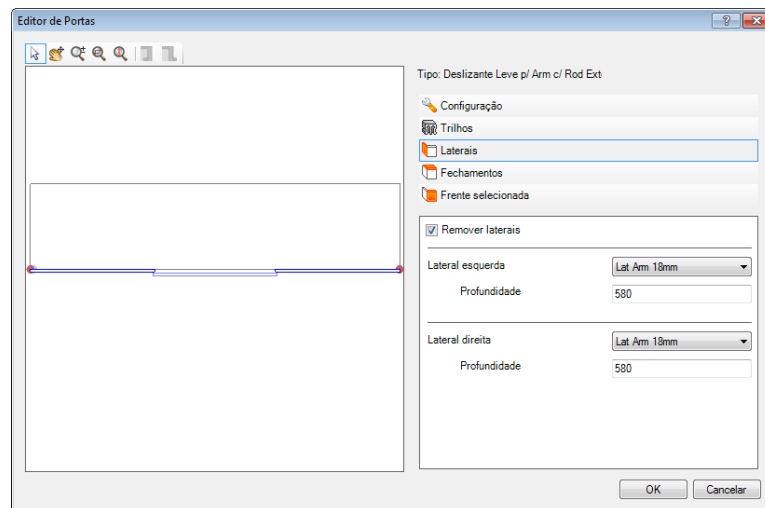 Editor de Portas
Tipo: Deslizante Leve p/ Arm c/ Rod Ext
Configuração
Trilhos
Laterais
Fechamentos
Frente selecionada
Remover laterais
Lateral esquerda
Lat Arm 18mm
Profundidade
580
Lateral direita
Lat Arm 18mm
Profundidade
580
OK
Cancelar